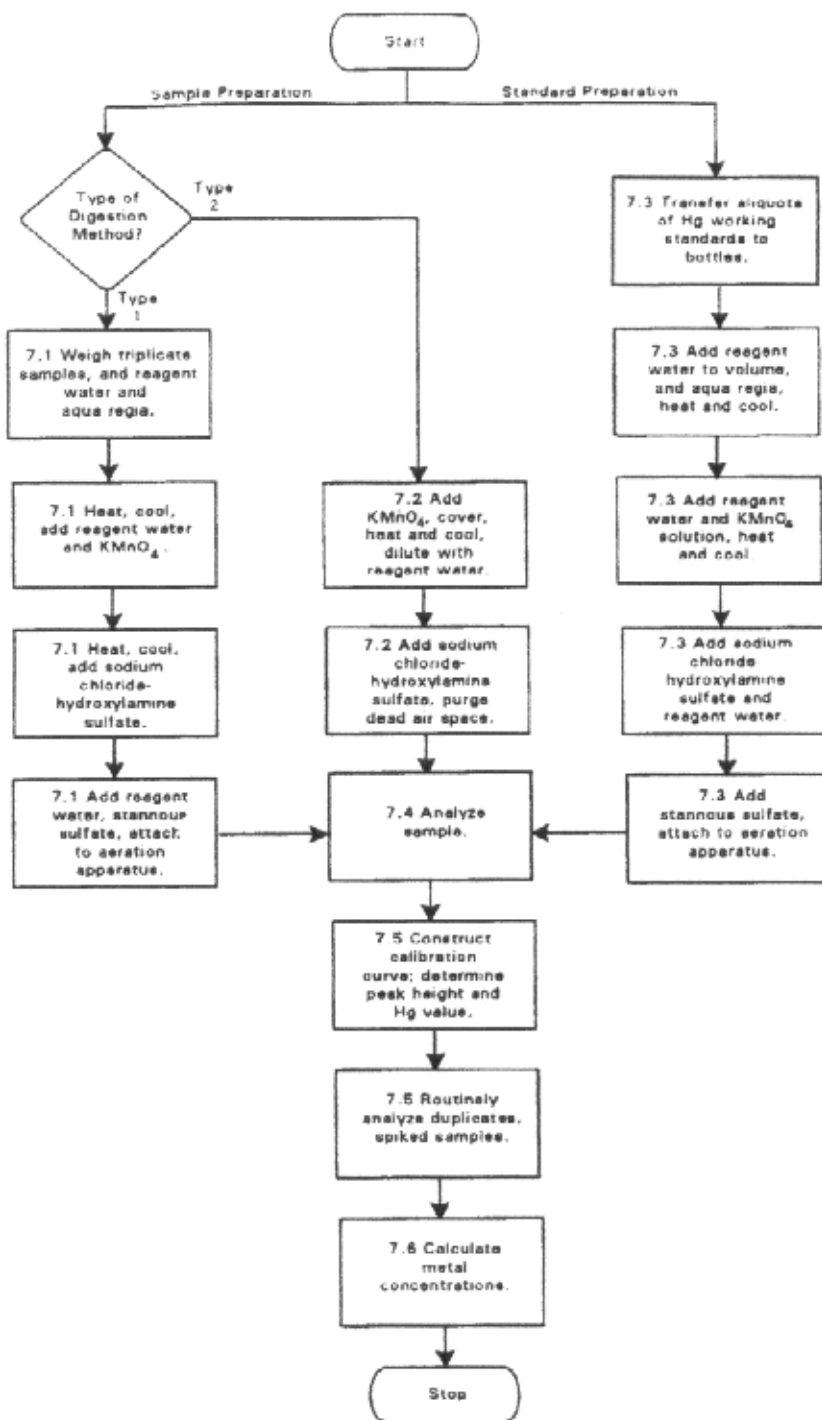 Start
Sample Preparation
Standard Preparation
Type of
Digestion
Method?
Type
2
Type
1
7.1 Weigh triplicate
samples, and reagent
water and
aqua regia.
7.1 Heat, cool,
add reagent water
and KMnO4.
7.1 Heat, cool,
add sodium
chloride-
hydroxylamine
sulfate.
7.1 Add reagent
water, stannous
sulfate, attach
to aeration
apparatus.
7.2 Add
KMnO4, cover,
heat and cool,
dilute with
reagent water.
7.2 Add sodium
chloride-
hydroxylamine
sulfate, purge
dead air space.
7.3 Transfer aliquots
of Hg working
standards to
bottles.
7.3 Add reagent
water to volume,
and aqua regia,
heat and cool.
7.3 Add reagent
water and KMnO4
solution, heat
and cool.
7.3 Add sodium
chloride
hydroxylamine
sulfate and
reagent water.
7.3 Add
stannous sulfate,
attach to aeration
apparatus.
7.4 Analyze
sample.
7.5 Construct
calibration
curve; determine
peak height and
Hg value.
7.5 Routinely
analyze duplicates,
spiked samples.
7.6 Calculate
metal
concentrations.
Stop